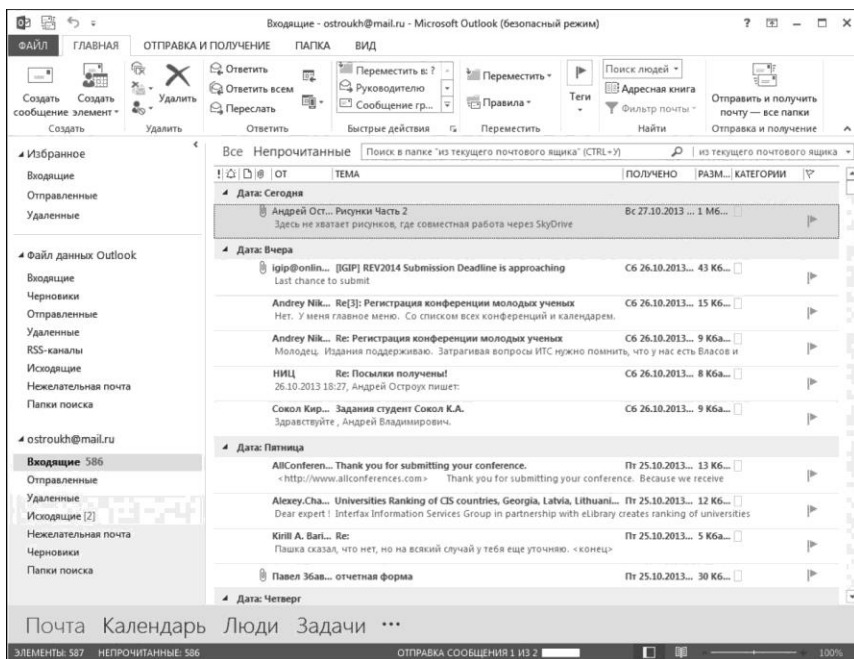 Входящие - ostroukh@mail.ru - Microsoft Outlook (безопасный режим)
ФАЙЛ ГЛАВНАЯ ОТПРАВКА И ПОЛУЧЕНИЕ ПАПКА ВИД
Создать сообщение
Создать элемент
Создать
Удалить
Удалить
Ответить
Ответить всем
Переслать
Ответить
Переместить в: ?
Руководителю
Сообщение гр...
Быстрые действия
Переместить
Правила
Переместить
Теги
Поиск людей
Адресная книга
Фильтр почты
Найти
Отправить и получить
почту — все папки
Отправка и получение
Избранное
Входящие
Отправленные
Удаленные
Файл данных Outlook
Входящие
Черновики
Отправленные
Удаленные
RSS-каналы
Исходящие
Нежелательная почта
Папки поиска
ostroukh@mail.ru
Входящие 586
Отправленные
Удаленные
Исходящие [2]
Нежелательная почта
Черновики
Папки поиска
Все Непрочитанные Поиск в папке "из текущего почтового ящика" (CTRL+У) из текущего почтового ящика
! ОТ ТЕМА ПОЛУЧЕНО РАЗМ... КАТЕГОРИИ
Дата: Сегодня
Андрей Ост... Рисунки Часть 2 Вс 27.10.2013 ... 1 Мб...
Здесь не хватает рисунков, где совместная работа через SkyDrive
Дата: Вчера
igip@onlin... [IGIP] REV2014 Submission Deadline is approaching Сб 26.10.2013... 43 Кб...
Last chance to submit
Andrey Nik... Re[3]: Регистрация конференции молодых ученых Сб 26.10.2013... 15 Кб...
Нет. У меня главное меню. Со списком всех конференций и календарем.
Andrey Nik... Re: Регистрация конференции молодых ученых Сб 26.10.2013... 9 Кба...
Молодец. Издания поддерживаю. Затрагивая вопросы ИТС нужно помнить, что у нас есть Власов и
НИЦ Re: Посылки получены! Сб 26.10.2013... 8 Кба...
26.10.2013 18:27, Андрей Остроух пишет:
Сокол Кир... Задания студент Сокол К.А. Сб 26.10.2013... 9 Кба...
Здравствуйте , Андрей Владимирович.
Дата: Пятница
AllConferen... Thank you for submitting your conference. Пт 25.10.2013... 13 Кб...
<http://www.allconferences.com> Thank you for submitting your conference. Because we receive
Alexey.Cha... Universities Ranking of CIS countries, Georgia, Latvia, Lithuani... Пт 25.10.2013... 12 Кб...
Dear expert ! Interfax Information Services Group in partnership with eLibrary creates ranking of universities
Kirill A. Bari... Re: Пт 25.10.2013... 5 Кба...
Пашка сказал, что нет, но на всякий случай у тебя еще уточняю. <конец>
Павел Збав... отчетная форма Пт 25.10.2013... 30 Кб...
Дата: Четверг
Почта Календарь Люди Задачи ...
ЭЛЕМЕНТЫ: 587 НЕПРОЧИТАННЫЕ: 586 ОТПРАВКА СООБЩЕНИЯ 1 ИЗ 2 100%